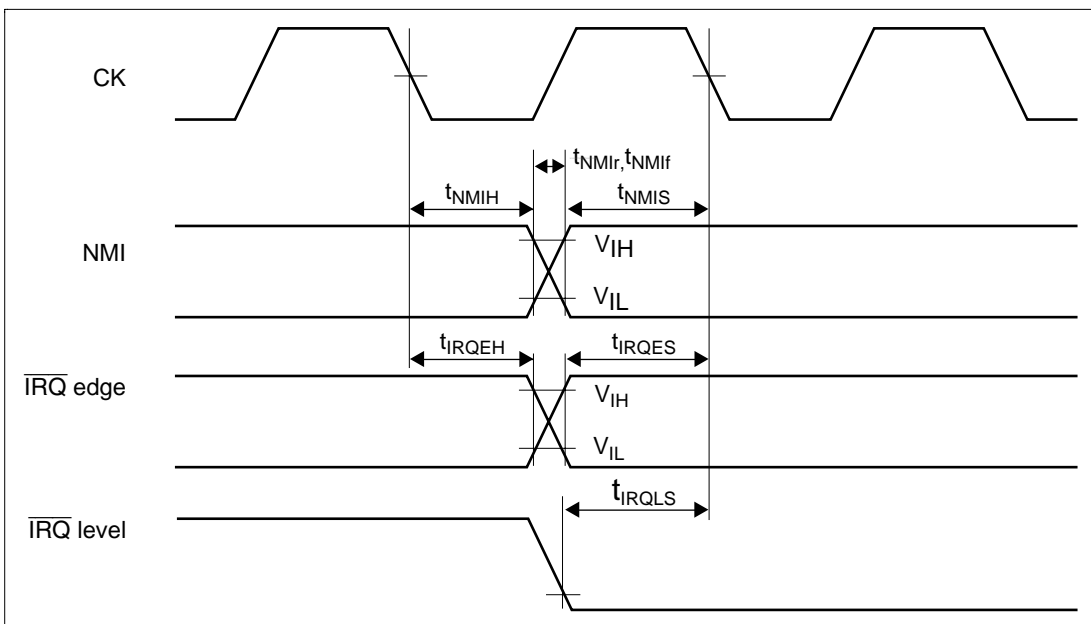 CK
tNMIr,tNMIf
tNMIH
tNMIS
NMI
VIH
VIL
tIRQEH
tIRQES
IRQ edge
VIH
VIL
tIRQLS
IRQ level